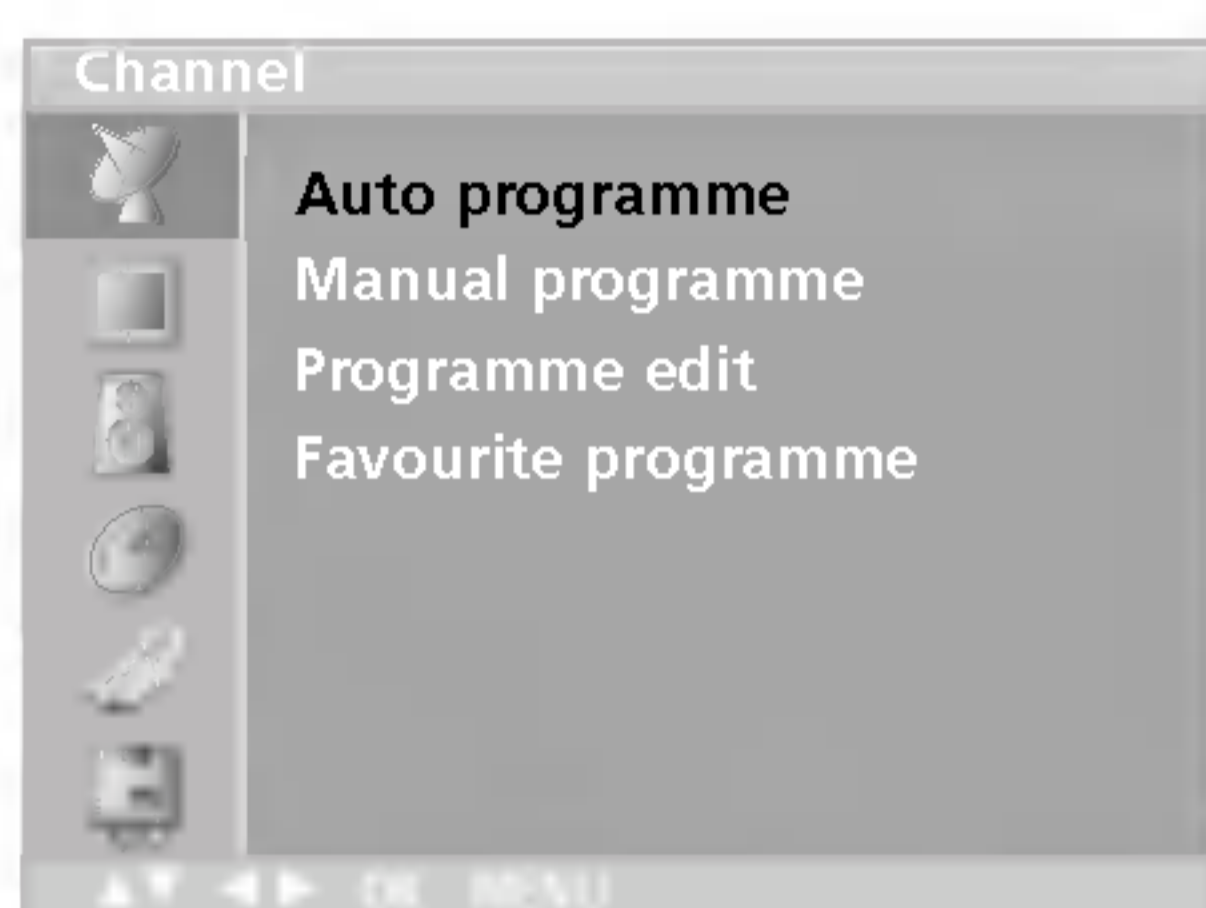 Channel
Auto programme
Manual programme
Programme edit
Favourite programme
▲▼ ◀ ▶ OK MENU